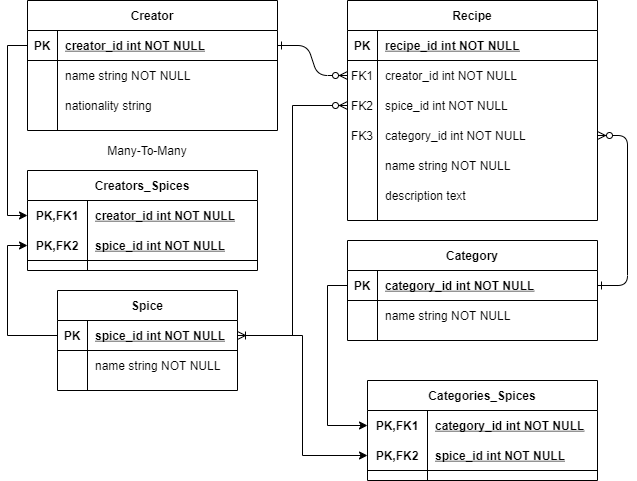 Creator
PK creator_id int NOT NULL
name string NOT NULL
nationality string
Many-To-Many
Creators_Spices
PK,FK1 creator_id int NOT NULL
PK,FK2 spice_id int NOT NULL
Spice
PK spice_id int NOT NULL
name string NOT NULL
Recipe
PK recipe_id int NOT NULL
FK1 creator_id int NOT NULL
FK2 spice_id int NOT NULL
FK3 category_id int NOT NULL
name string NOT NULL
description text
Category
PK category_id int NOT NULL
name string NOT NULL
Categories_Spices
PK,FK1 category_id int NOT NULL
PK,FK2 spice_id int NOT NULL